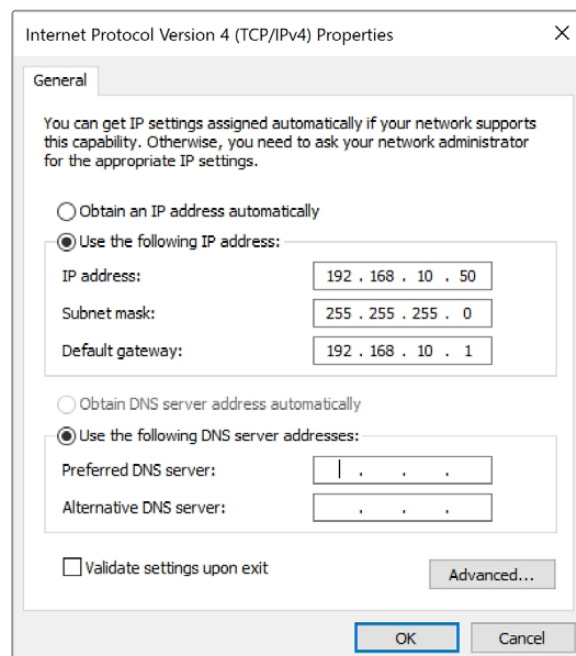 Internet Protocol Version 4 (TCP/IPv4) Properties
General
You can get IP settings assigned automatically if your network supports
this capability. Otherwise, you need to ask your network administrator
for the appropriate IP settings.
Obtain an IP address automatically
Use the following IP address:
IP address: 192 . 168 . 10 . 50
Subnet mask: 255 . 255 . 255 . 0
Default gateway: 192 . 168 . 10 . 1
Obtain DNS server address automatically
Use the following DNS server addresses:
Preferred DNS server: . . .
Alternative DNS server: . . .
Validate settings upon exit
Advanced...
OK Cancel